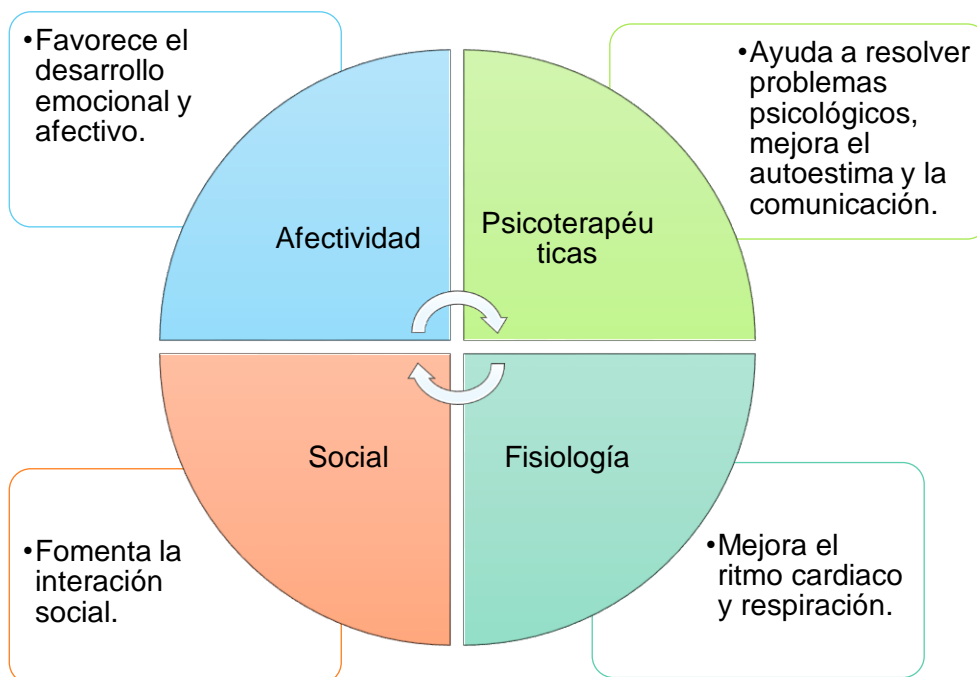 •Favorece el
desarrollo
emocional y
afectivo.
•Ayuda a resolver
problemas
psicológicos,
mejora el
autoestima y la
comunicación.
Afectividad
Psicoterapéu
ticas
Social
Fisiología
•Fomenta la
interación
social.
•Mejora el
ritmo cardiaco
y respiración.